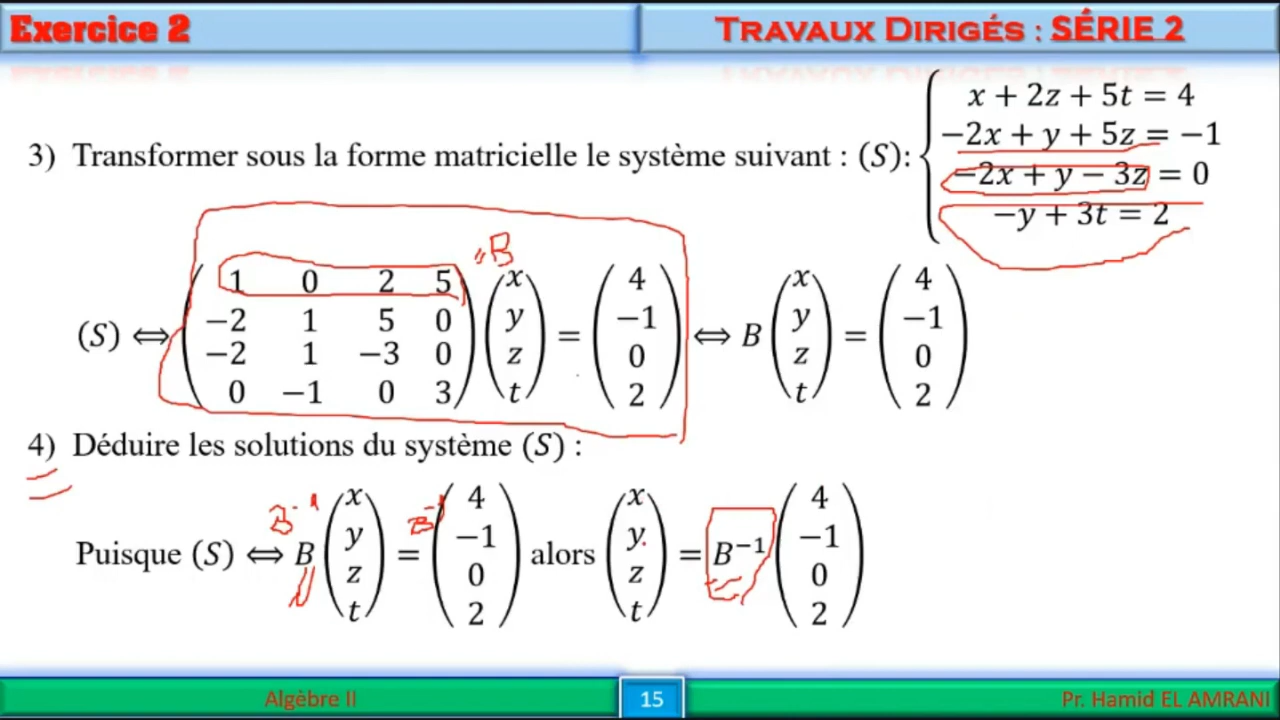 Exercice 2
TRAVAUX DIRIGÉS : SÉRIE 2
3) Transformer sous la forme matricielle le système suivant : (S):
x + 2z + 5t = 4
−2x + y + 5z = −1
−2x + y − 3z = 0
−y + 3t = 2
"B
(S) ⟺ ( 1 0 2 5 ) ( x ) = ( 4 ) ⟺ B ( x ) = ( 4 )
−2 1 5 0 y −1 y −1
−2 1 −3 0 z 0 z 0
0 −1 0 3 t 2 t 2
4) Déduire les solutions du système (S) :
B⁻¹ B⁻¹
Puisque (S) ⟺ B ( x y z t ) = ( 4 −1 0 2 ) alors ( x y z t ) = B⁻¹ ( 4 −1 0 2 )
Algèbre II
15
Pr. Hamid EL AMRANI